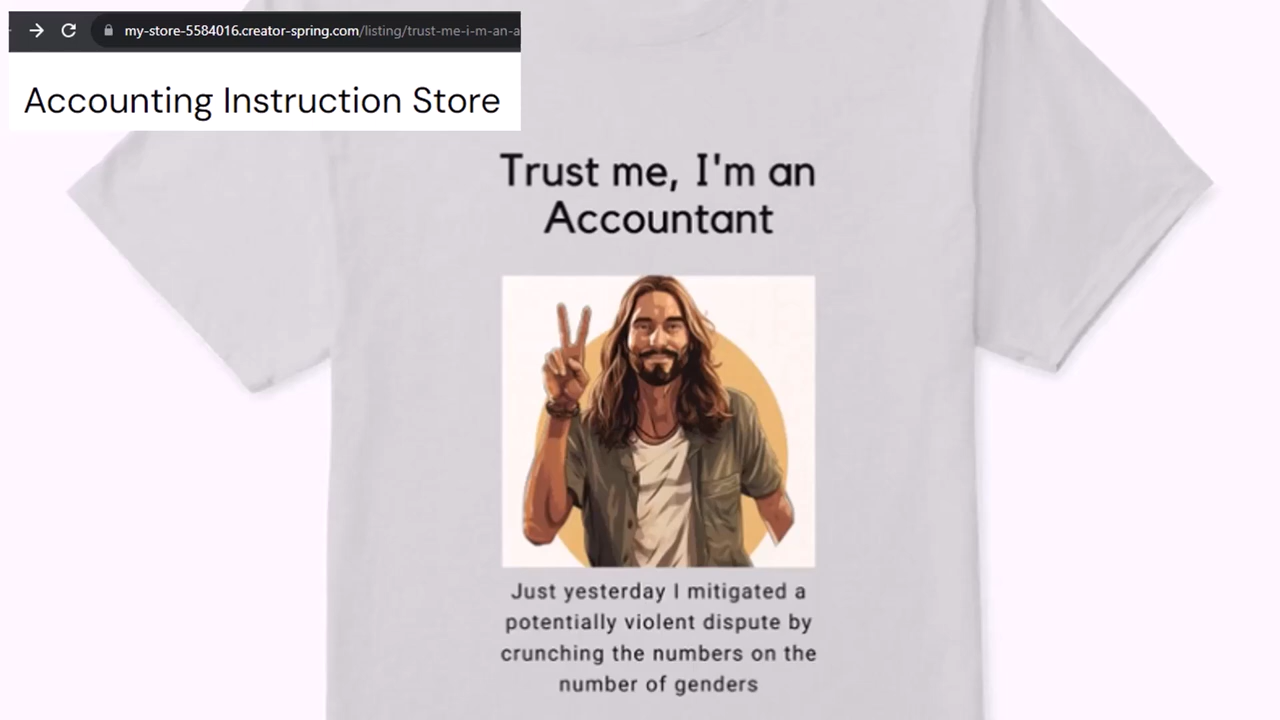 my-store-5584016.creator-spring.com/listing/trust-me-i-m-an-a
Accounting Instruction Store
Trust me, I'm an
Accountant
Just yesterday I mitigated a
potentially violent dispute by
crunching the numbers on the
number of genders